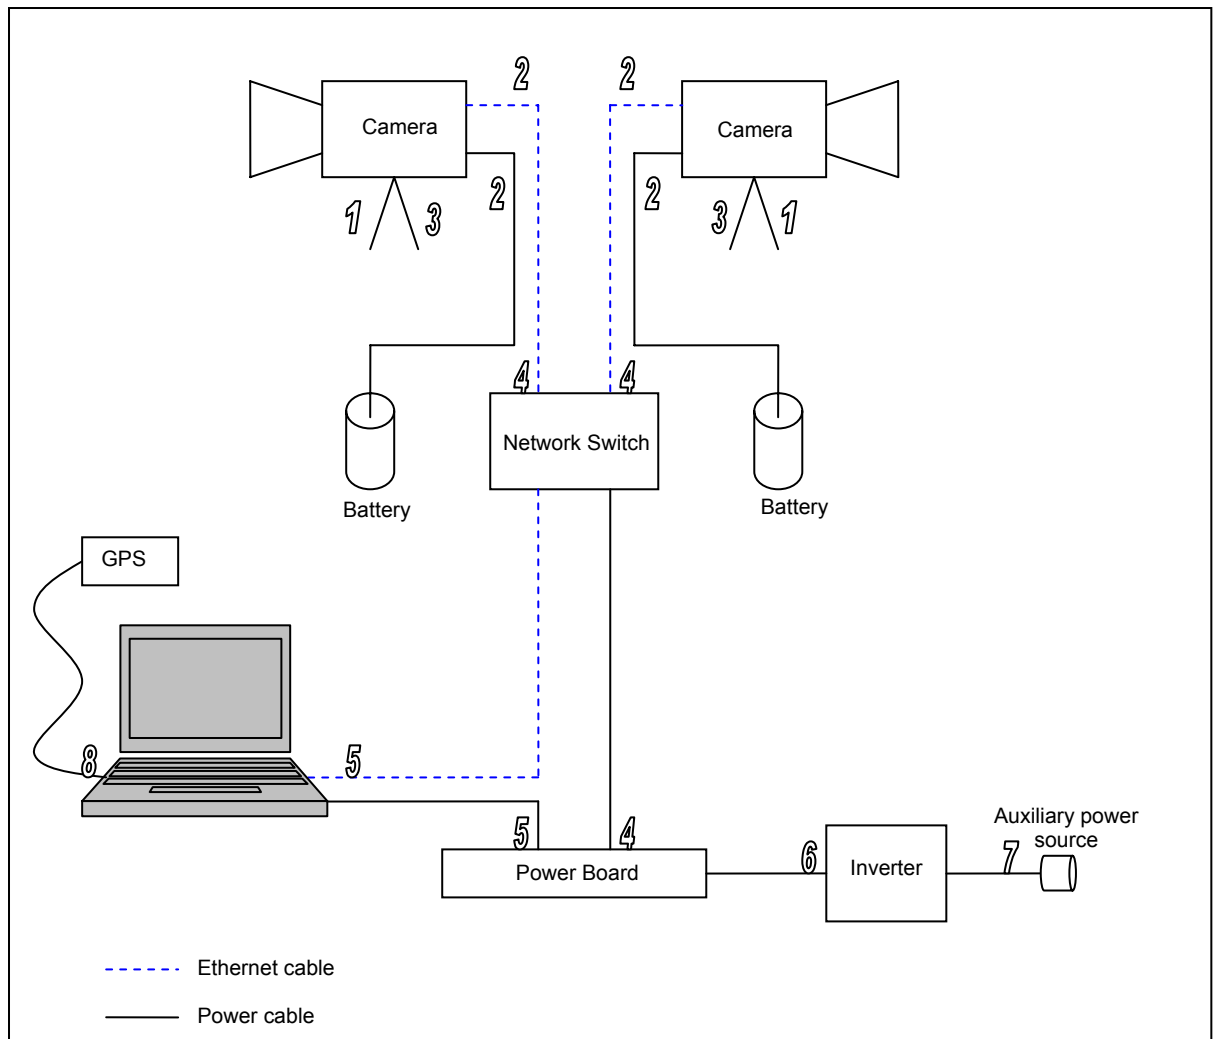 2 2
Camera Camera
2 2
1 3 3 1
4 4
Network Switch
Battery Battery
GPS
8 5
5 4
Auxiliary power
source
6 7
Inverter
Power Board
Ethernet cable
Power cable